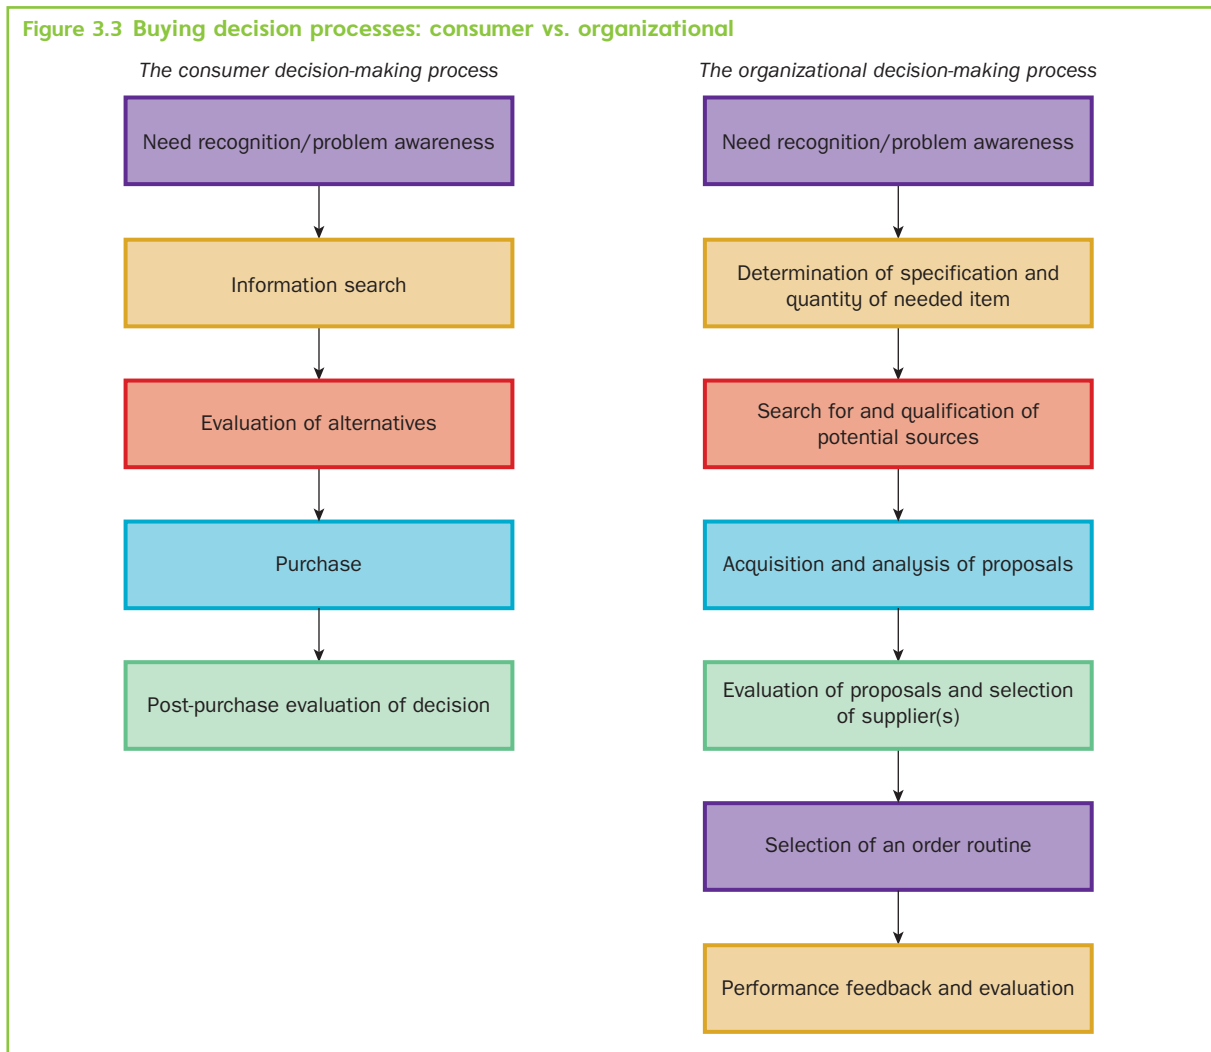 Figure 3.3 Buying decision processes: consumer vs. organizational
The consumer decision-making process
Need recognition/problem awareness
Information search
Evaluation of alternatives
Purchase
Post-purchase evaluation of decision
The organizational decision-making process
Need recognition/problem awareness
Determination of specification and
quantity of needed item
Search for and qualification of
potential sources
Acquisition and analysis of proposals
Evaluation of proposals and selection
of supplier(s)
Selection of an order routine
Performance feedback and evaluation